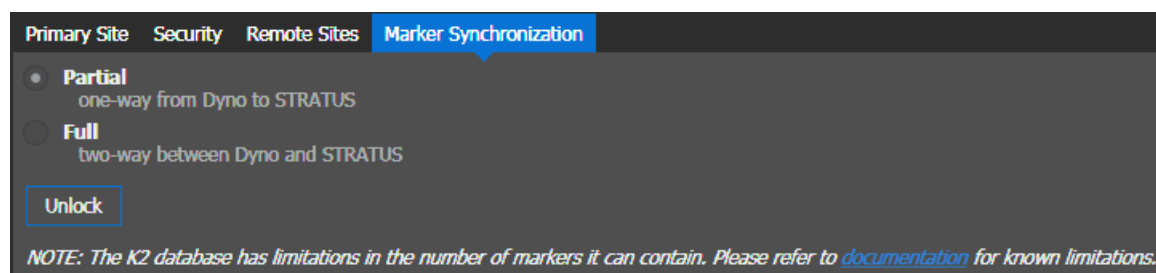 Primary Site Security Remote Sites Marker Synchronization
Partial
one-way from Dyno to STRATUS
Full
two-way between Dyno and STRATUS
Unlock
NOTE: The K2 database has limitations in the number of markers it can contain. Please refer to documentation for known limitations.